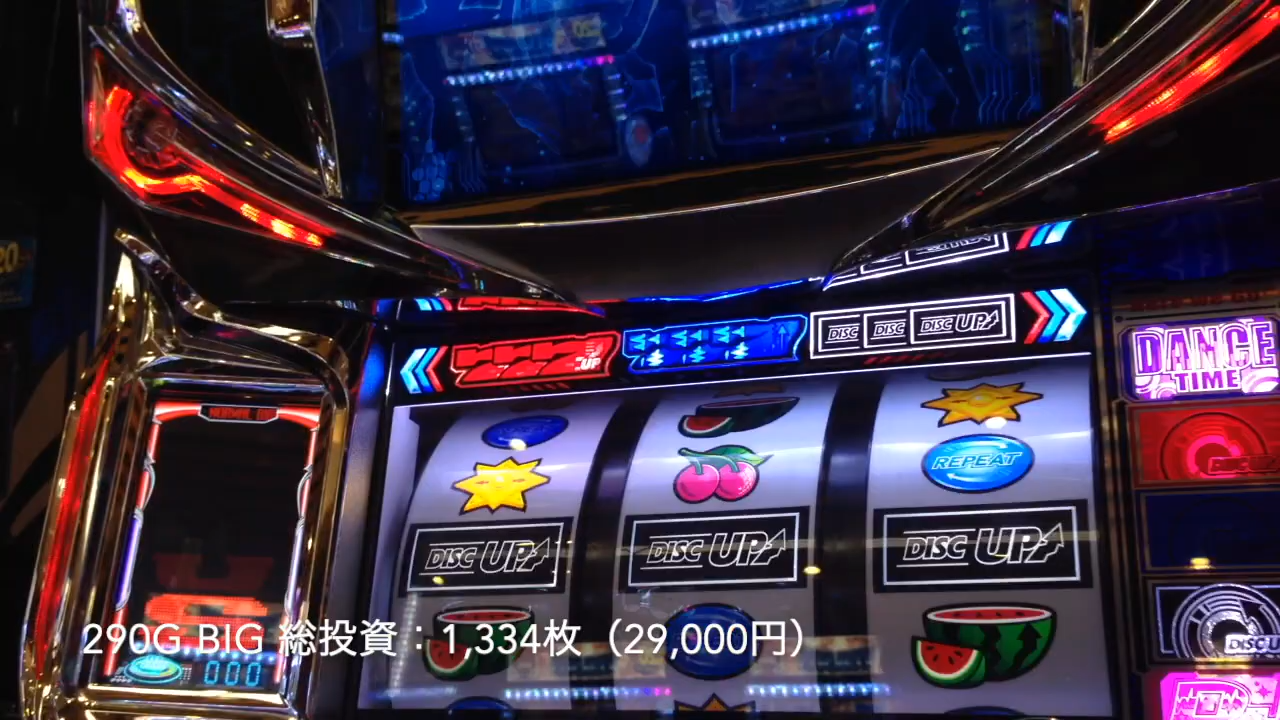 DISC DISC DISC UP
DANCE
TIME
REPEAT
DISC UP DISC UP DISC UP
290G BIG 総投資：1,334枚（29,000円）
000